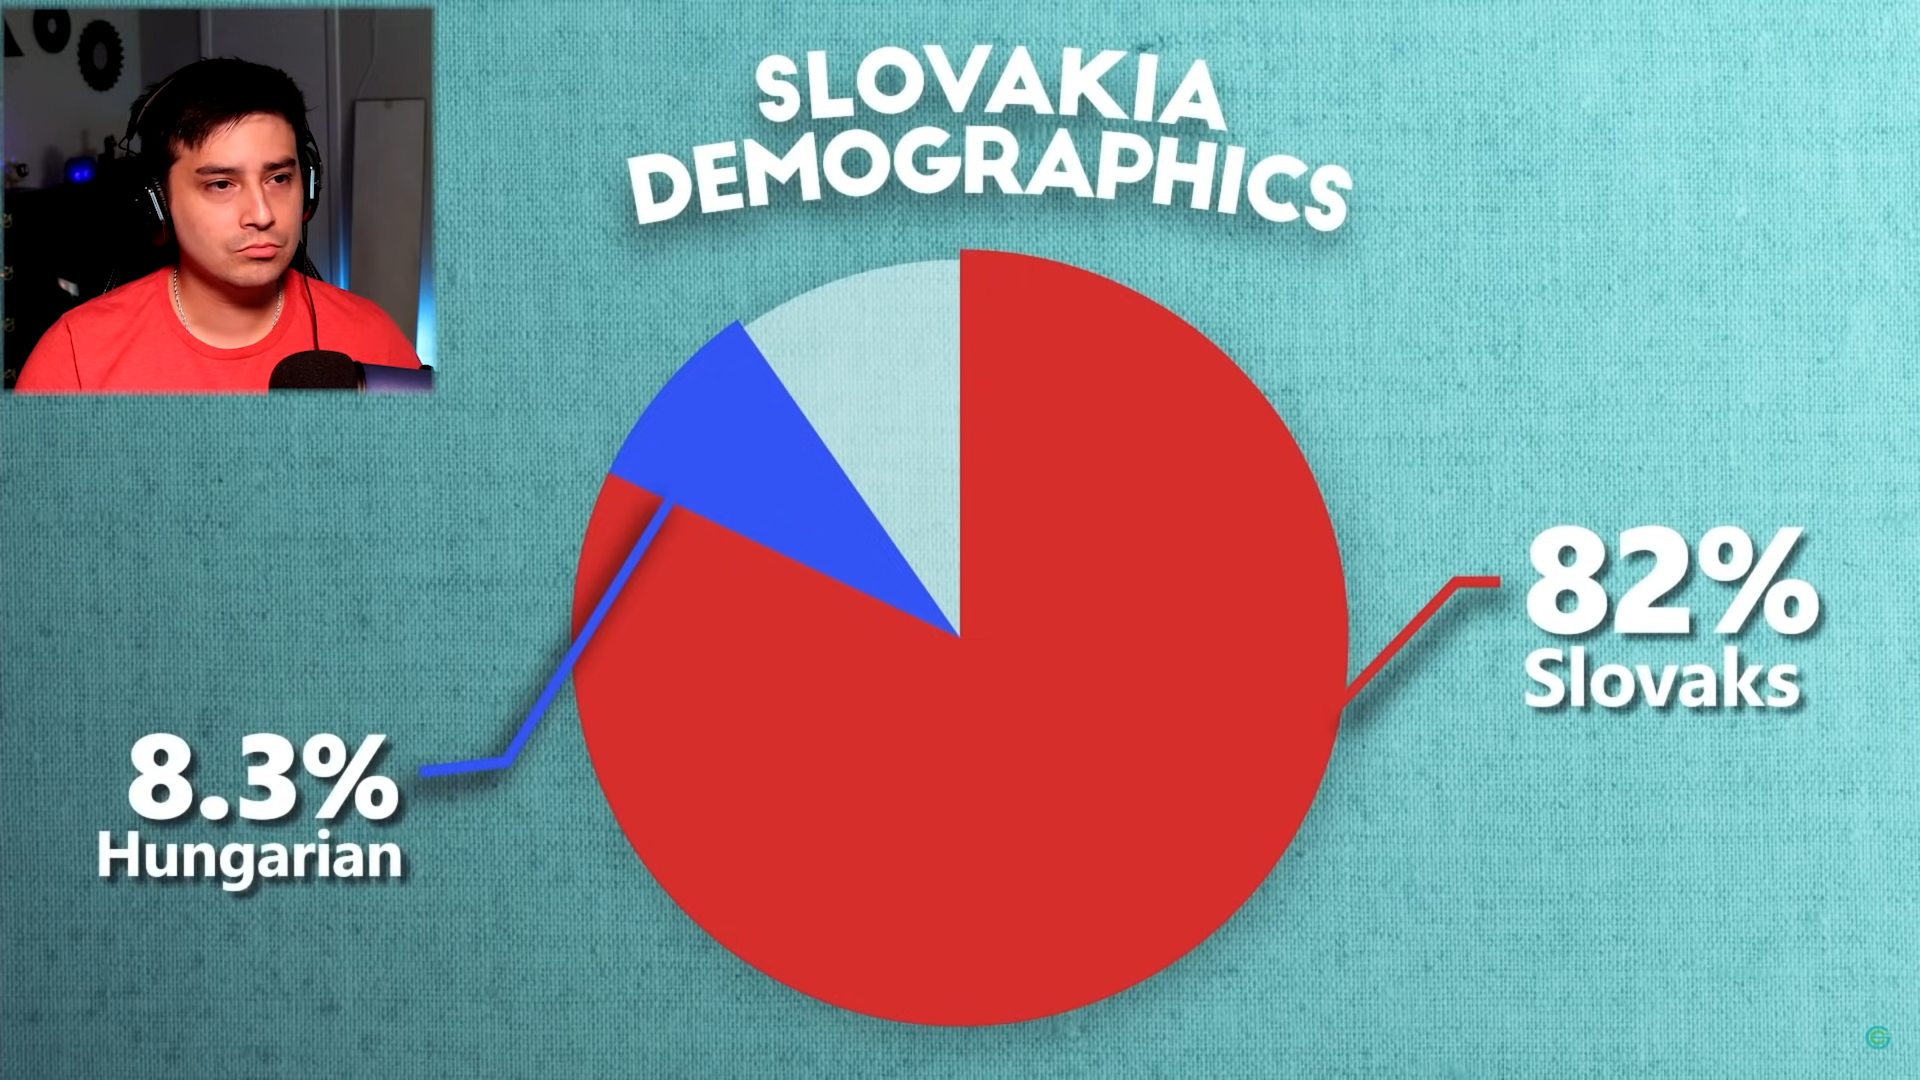 SLOVAKIA
DEMOGRAPHICS
82%
Slovaks
8.3%
Hungarian